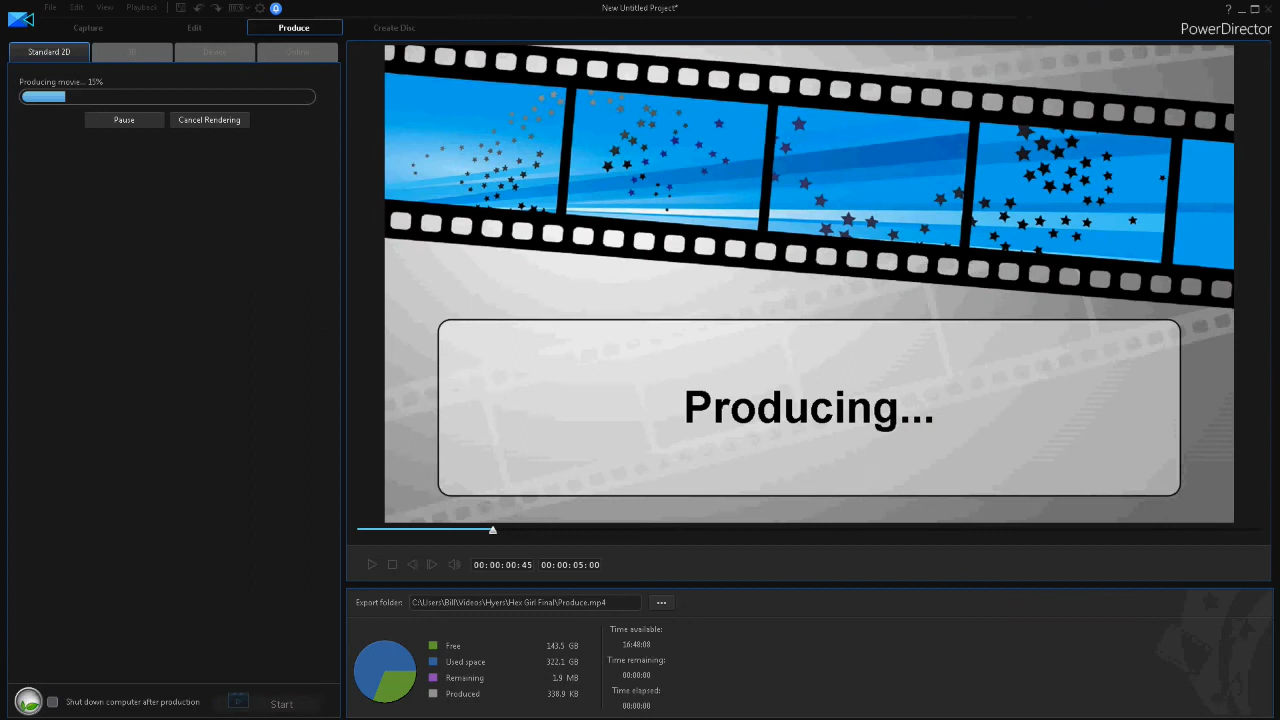 File Edit View Playback New Untitled Project* ?
Capture Edit Produce Create Disc PowerDirector
Standard 2D 3D Device Online
Producing movie... 15%
Pause Cancel Rendering
Producing...
00:00:00:45 00:00:05:00
Export folder: C:\Users\Bill\Videos\Hyers\Hex Girl Final\Produce.mp4 ...
Free 143.5 GB
Used space 322.1 GB
Remaining 1.9 MB
Produced 338.9 KB
Time available:
16:48:08
Time remaining:
00:00:00
Time elapsed:
00:00:00
Shut down computer after production Start